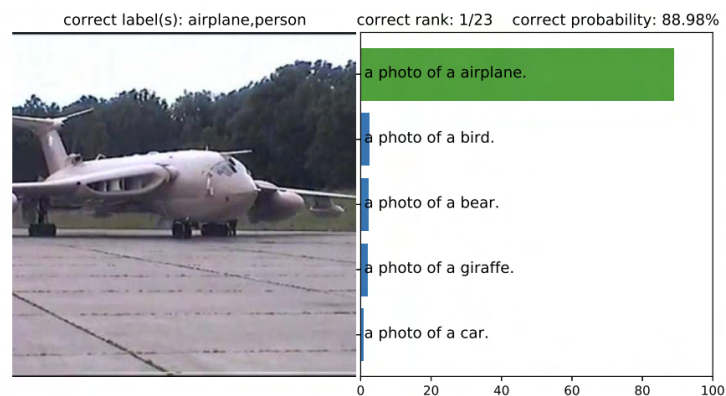 correct label(s): airplane,person
correct rank: 1/23 correct probability: 88.98%
a photo of a airplane.
a photo of a bird.
a photo of a bear.
a photo of a giraffe.
a photo of a car.
0 20 40 60 80 100